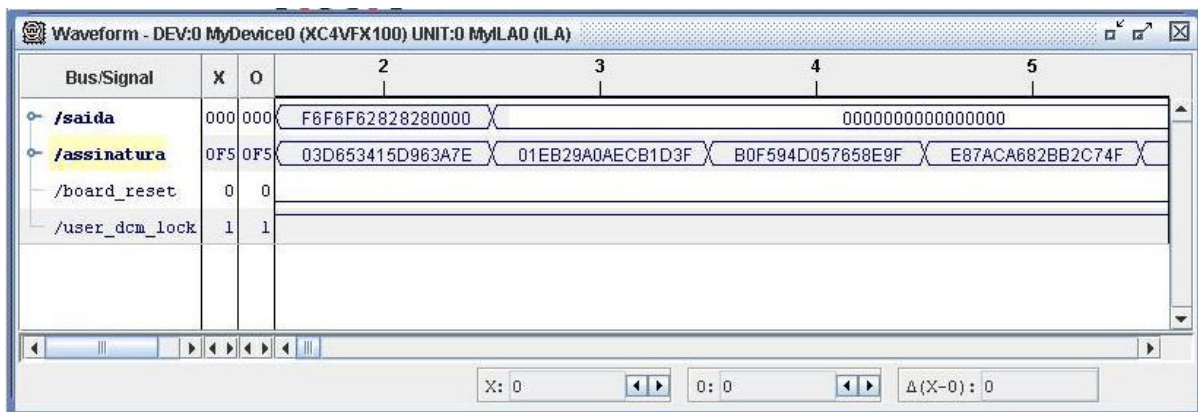 Waveform - DEV:0 MyDevice0 (XC4VFX100) UNIT:0 MyILA0 (ILA)
Bus/Signal X O 2 3 4 5
/saida 000 000 F6F6F62828280000 0000000000000000
/assinatura 0F5 0F5 03D653415D963A7E 01EB29A0AECB1D3F B0F594D057658E9F E87ACA682BB2C74F
/board_reset 0 0
/user_dcm_lock 1 1
X: 0 O: 0 Δ(X-O): 0